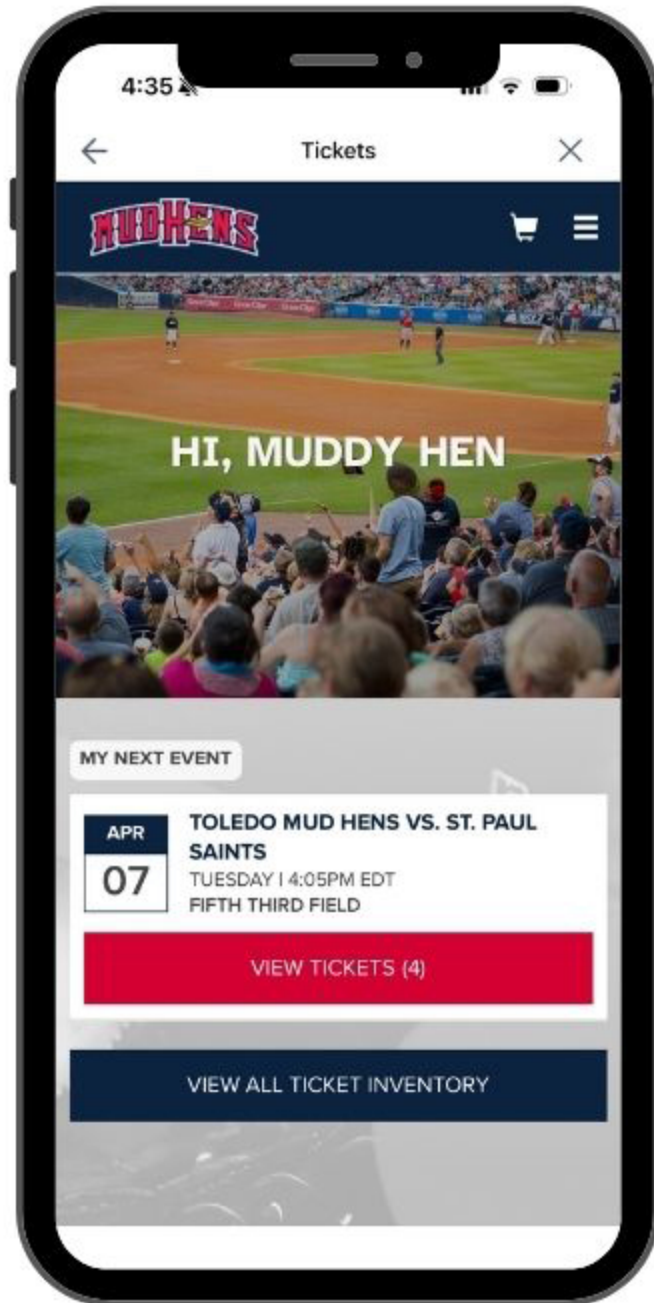 4:35
Tickets
MUDHENS
HI, MUDDY HEN
MY NEXT EVENT
APR
07
TOLEDO MUD HENS VS. ST. PAUL
SAINTS
TUESDAY | 4:05PM EDT
FIFTH THIRD FIELD
VIEW TICKETS (4)
VIEW ALL TICKET INVENTORY